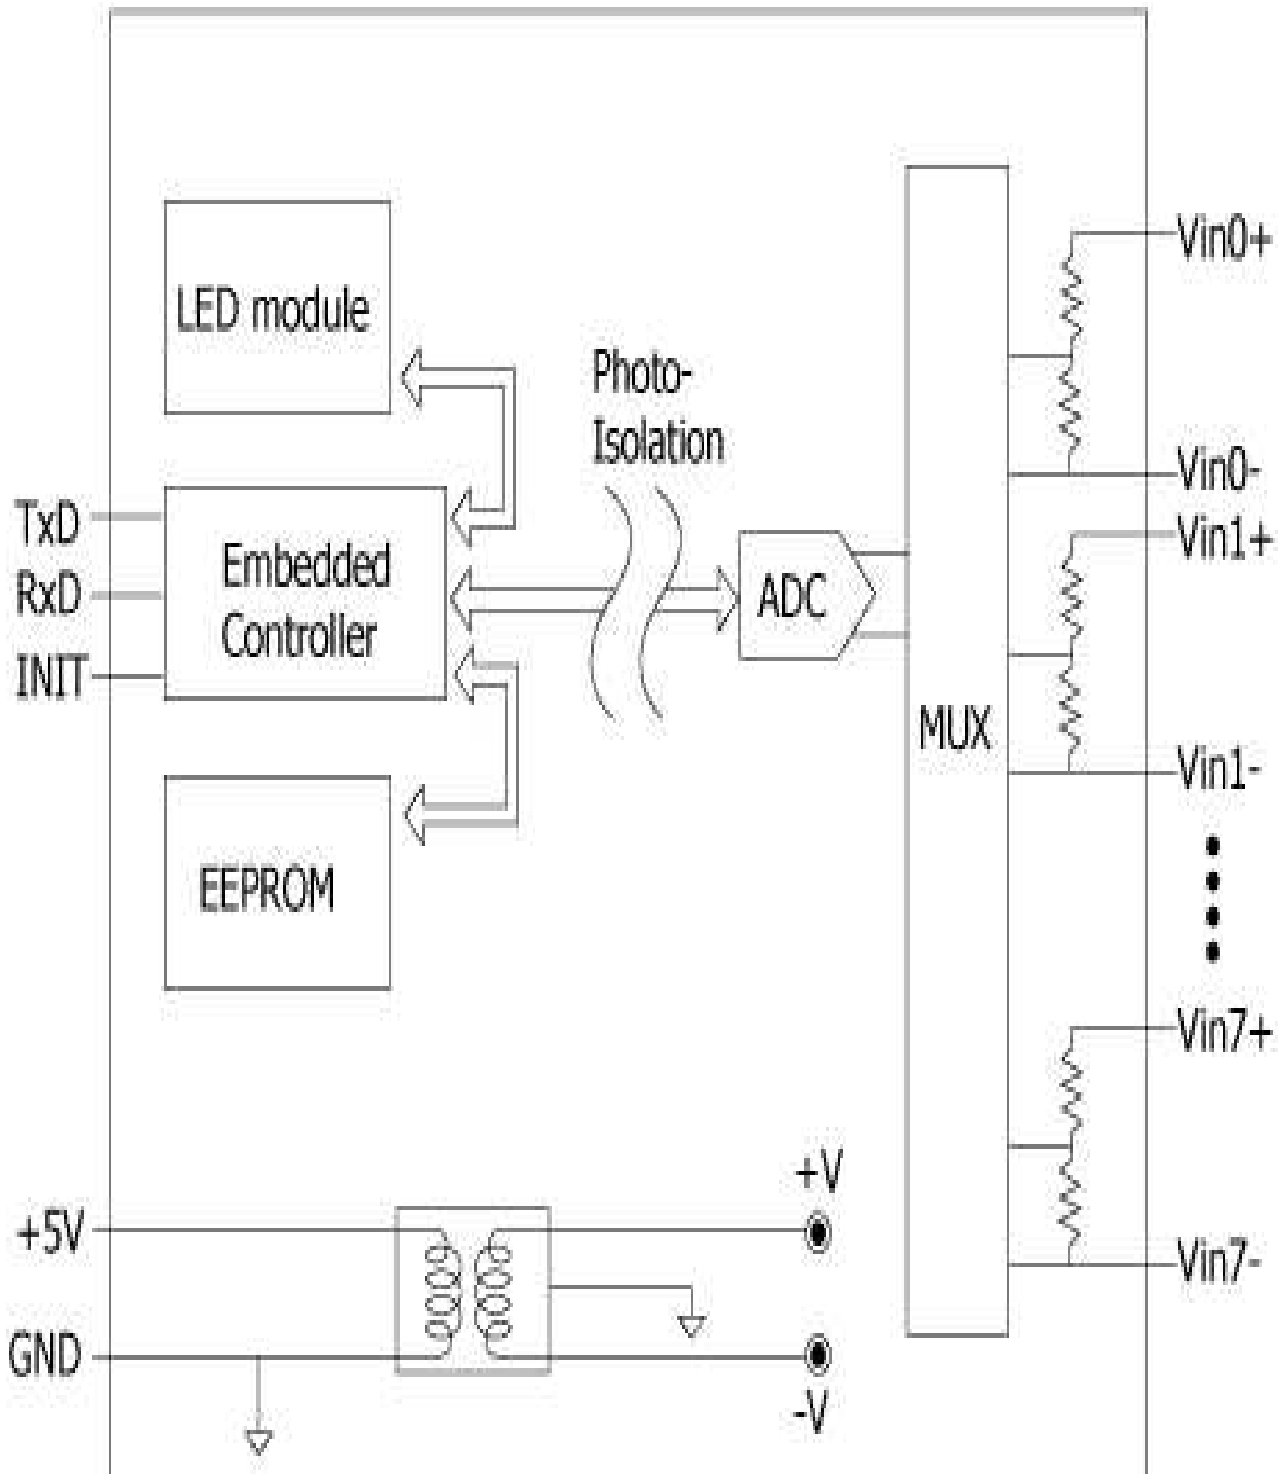 Vin0+
LED module
Photo-
Isolation
Vin0-
TxD
Vin1+
Embedded
Controller
ADC
RxD
INIT
MUX
Vin1-
EEPROM
Vin7+
+V
+5V
Vin7-
GND
-V